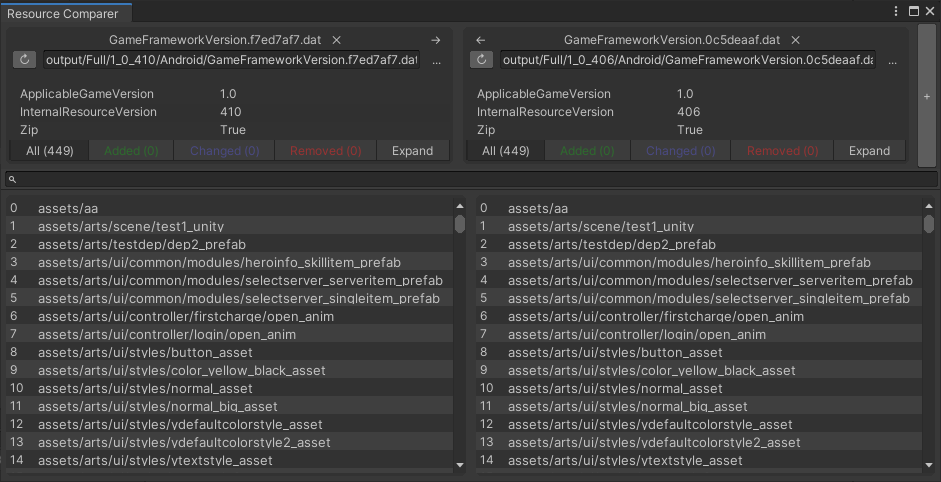 Resource Comparer
GameFrameworkVersion.f7ed7af7.dat
output/Full/1_0_410/Android/GameFrameworkVersion.f7ed7af7.dat
...
ApplicableGameVersion 1.0
InternalResourceVersion 410
Zip True
All (449) Added (0) Changed (0) Removed (0) Expand
GameFrameworkVersion.0c5deaaf.dat
output/Full/1_0_406/Android/GameFrameworkVersion.0c5deaaf.da
...
ApplicableGameVersion 1.0
InternalResourceVersion 406
Zip True
All (449) Added (0) Changed (0) Removed (0) Expand
+
0 assets/aa
1 assets/arts/scene/test1_unity
2 assets/arts/testdep/dep2_prefab
3 assets/arts/ui/common/modules/heroinfo_skillitem_prefab
4 assets/arts/ui/common/modules/selectserver_serveritem_prefab
5 assets/arts/ui/common/modules/selectserver_singleitem_prefab
6 assets/arts/ui/controller/firstcharge/open_anim
7 assets/arts/ui/controller/login/open_anim
8 assets/arts/ui/styles/button_asset
9 assets/arts/ui/styles/color_yellow_black_asset
10 assets/arts/ui/styles/normal_asset
11 assets/arts/ui/styles/normal_big_asset
12 assets/arts/ui/styles/ydefaultcolorstyle_asset
13 assets/arts/ui/styles/ydefaultcolorstyle2_asset
14 assets/arts/ui/styles/ytextstyle_asset
0 assets/aa
1 assets/arts/scene/test1_unity
2 assets/arts/testdep/dep2_prefab
3 assets/arts/ui/common/modules/heroinfo_skillitem_prefab
4 assets/arts/ui/common/modules/selectserver_serveritem_prefab
5 assets/arts/ui/common/modules/selectserver_singleitem_prefab
6 assets/arts/ui/controller/firstcharge/open_anim
7 assets/arts/ui/controller/login/open_anim
8 assets/arts/ui/styles/button_asset
9 assets/arts/ui/styles/color_yellow_black_asset
10 assets/arts/ui/styles/normal_asset
11 assets/arts/ui/styles/normal_big_asset
12 assets/arts/ui/styles/ydefaultcolorstyle_asset
13 assets/arts/ui/styles/ydefaultcolorstyle2_asset
14 assets/arts/ui/styles/ytextstyle_asset